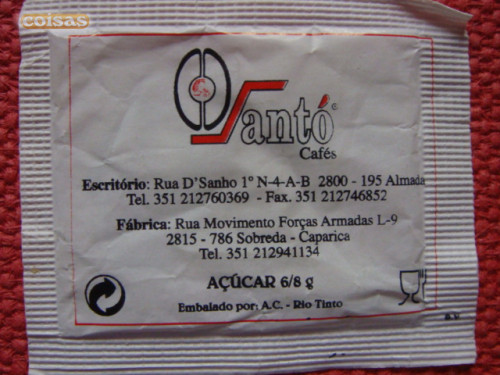 coisas
Santó
Cafés
Escritório: Rua D'Sanho 1º N-4-A-B 2800 - 195 Almada
Tel. 351 212760369 - Fax. 351 212746852
Fábrica: Rua Movimento Forças Armadas L-9
2815 - 786 Sobreda - Caparica
Tel. 351 212941134
AÇÚCAR 6/8 g
Embalado por: A.C. - Rio Tinto